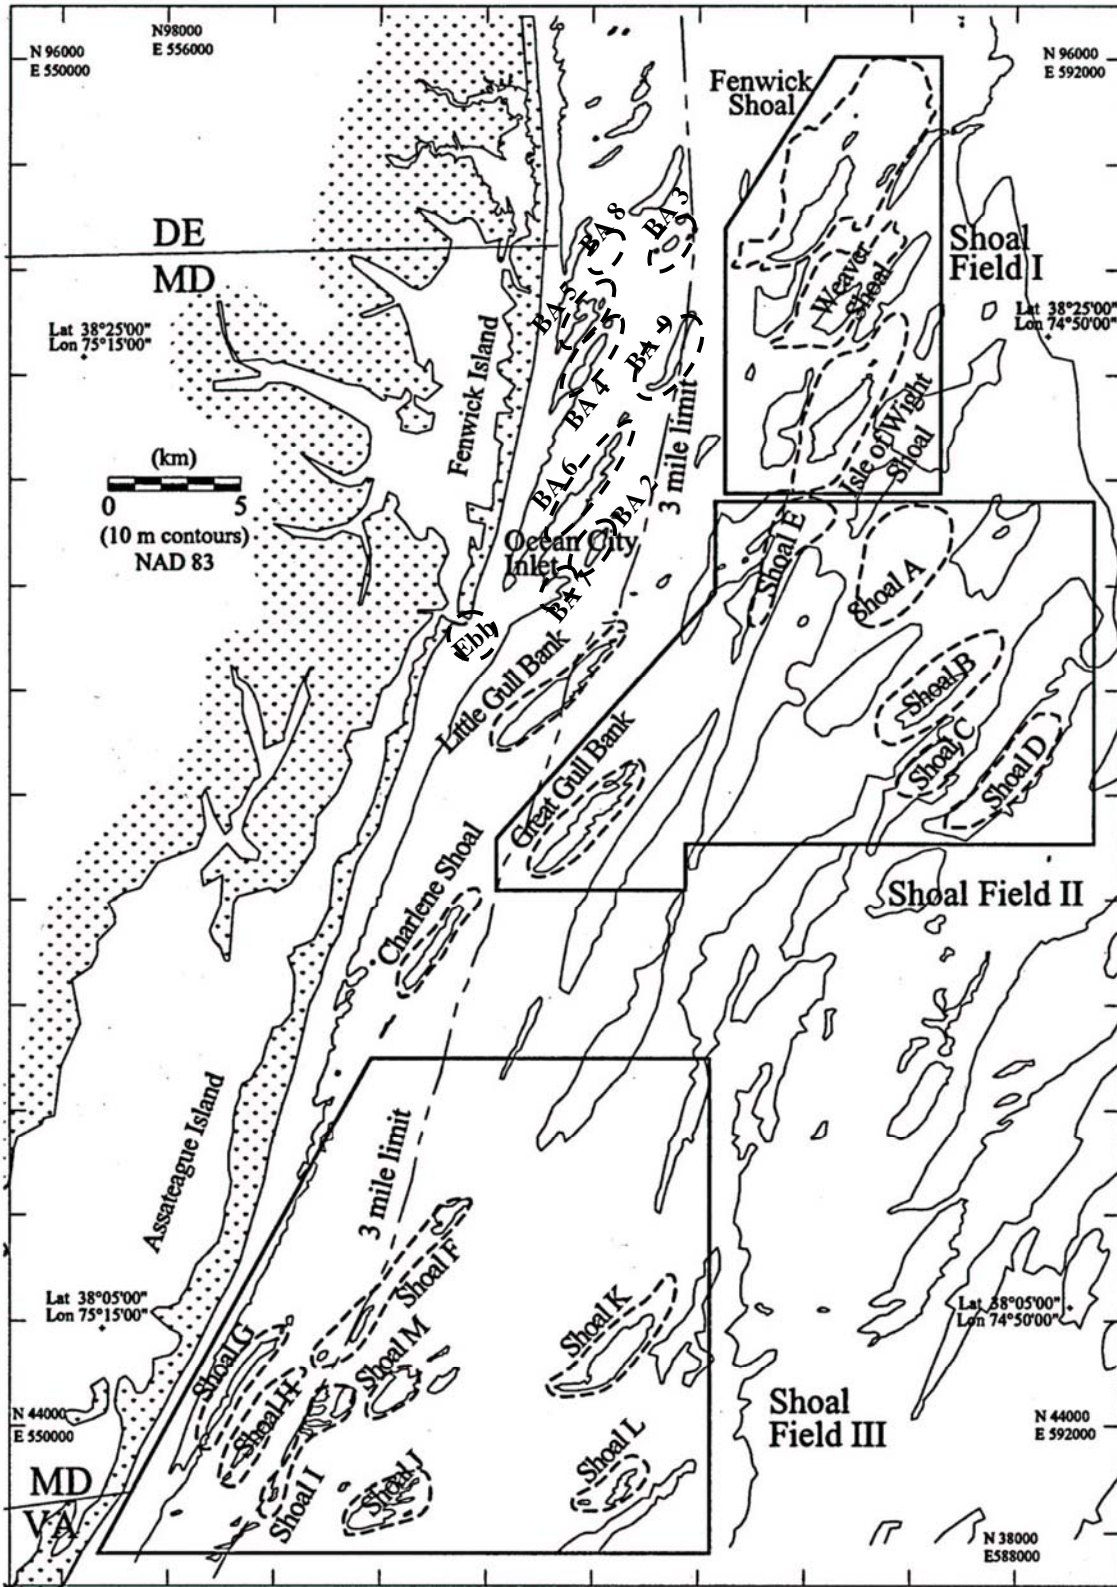 N 96000
E 550000
N98000
E 556000
N 96000
E 592000
Fenwick
Shoal
DE
MD
BA 8
BA 3
Shoal
Field I
Weaver
Shoal
Lat 38°25'00"
Lon 75°15'00"
Lat 38°25'00"
Lon 74°50'00"
BA 5
BA 9
BA 4
Fenwick Island
3 mile limit
Isle of Wight
Shoal
(km)
0 5
(10 m contours)
NAD 83
BA 6
BA 2
Ocean City
Inlet
BA 7
Shoal E
Shoal A
Ebb
Little Gull Bank
Shoal B
Shoal C
Shoal D
Great Gull Bank
Charlene Shoal
Shoal Field II
Assateague Island
3 mile limit
Shoal F
Lat 38°05'00"
Lon 75°15'00"
Lat 38°05'00"
Lon 74°50'00"
Shoal K
Shoal G
Shoal M
Shoal H
Shoal
Field III
N 44000
E 550000
N 44000
E 592000
Shoal L
Shoal I
Shoal J
MD
VA
N 38000
E588000